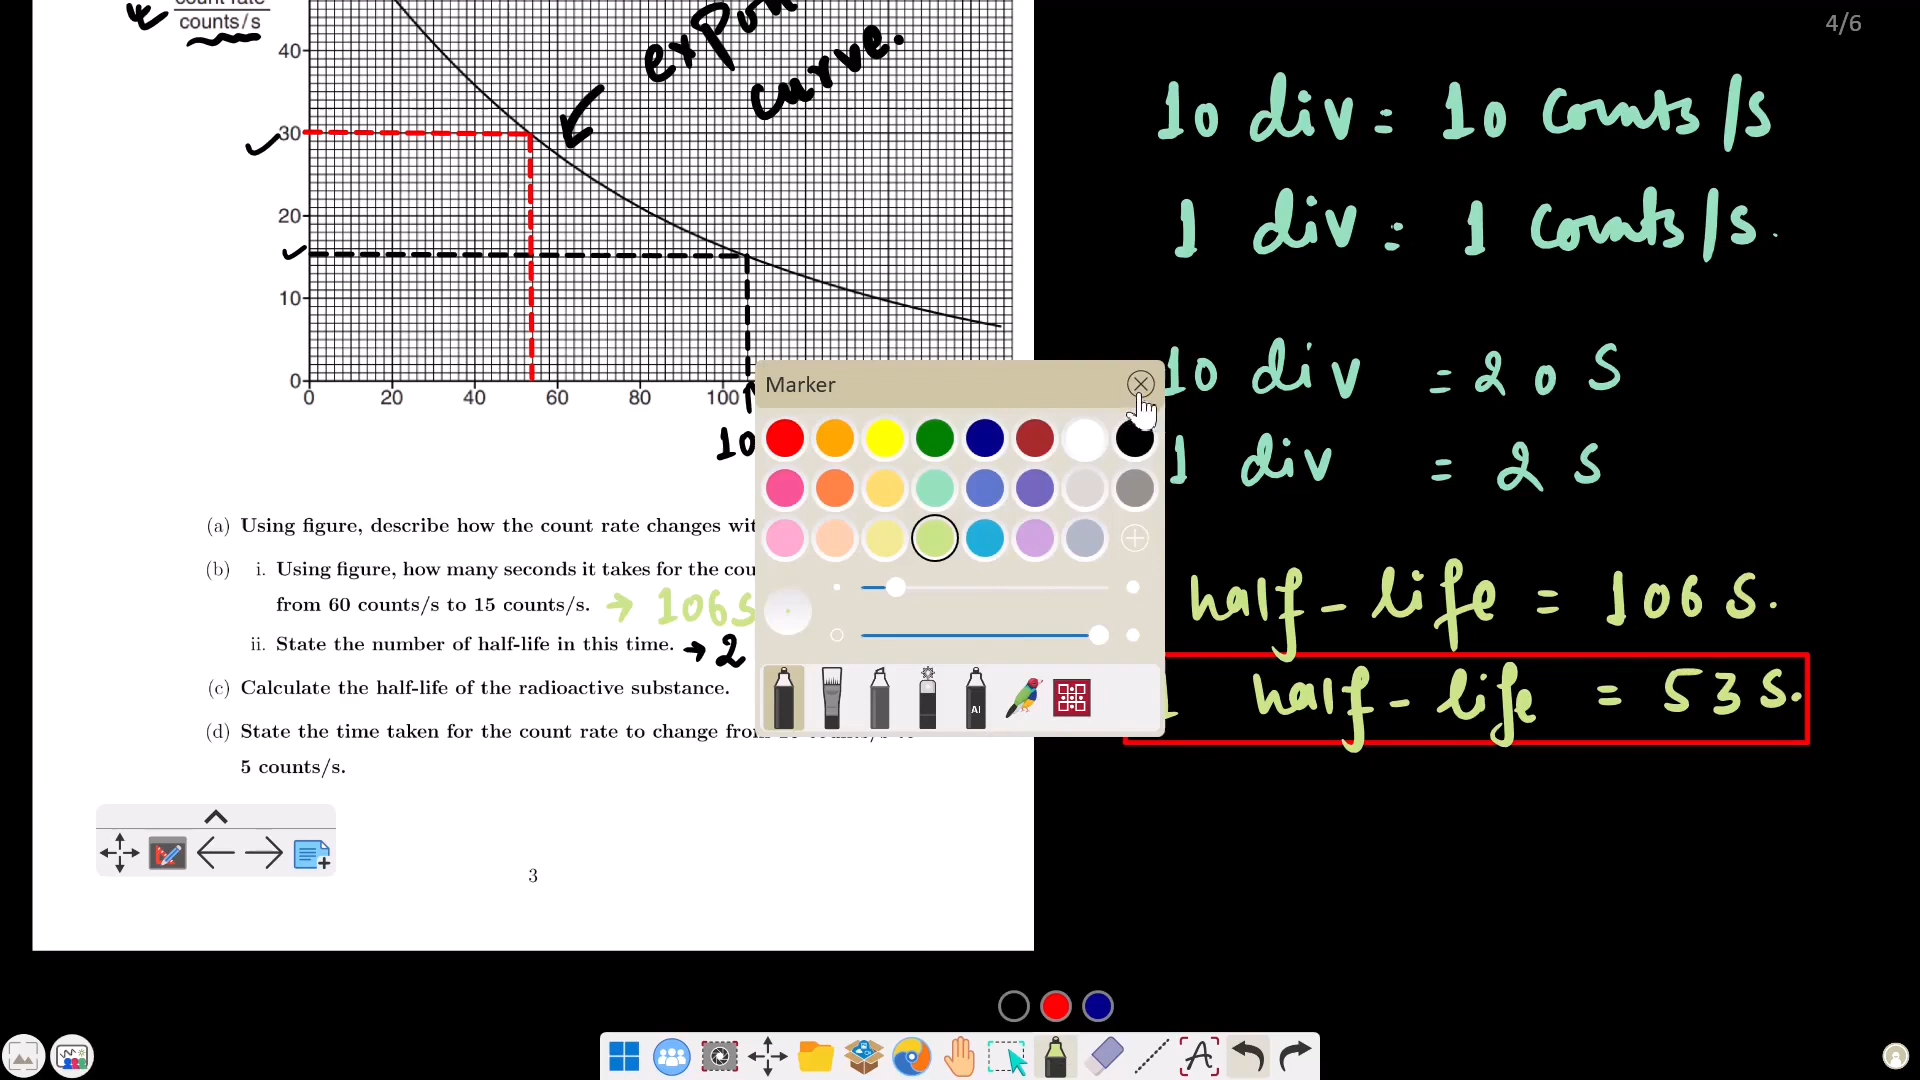 4/6
counts/s
curve.
40
30
20
10
0
0 20 40 60 80 100
10 div = 10 counts/s
1 div = 1 counts/s.
10 div = 20 s
1 div = 2 s
half-life = 106 s.
1 half-life = 53 s.
Marker
AI
10
(a) Using figure, describe how the count rate changes
(b) i. Using figure, how many seconds it takes for the
from 60 counts/s to 15 counts/s. → 106s
ii. State the number of half-life in this time. → 2
(c) Calculate the half-life of the radioactive substance.
(d) State the time taken for the count rate to change
5 counts/s.
3